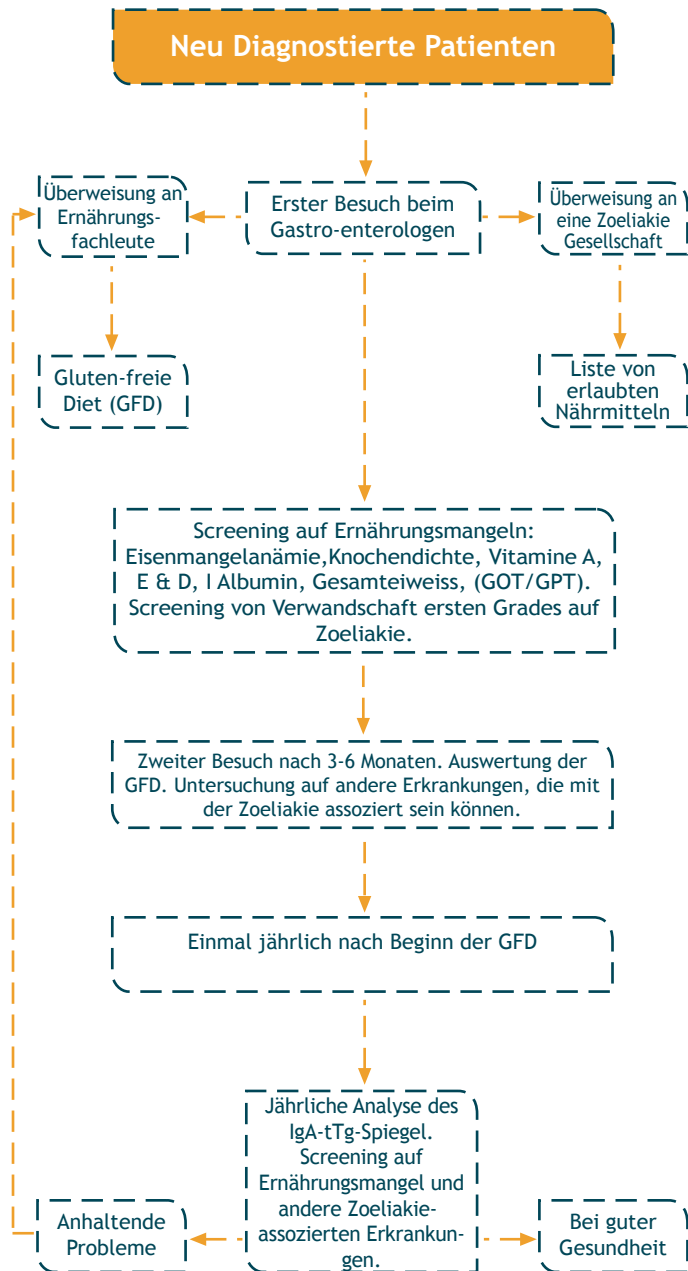 Neu Diagnostierte Patienten
Überweisung an
Ernährungs-
fachleute
Erster Besuch beim
Gastro-enterologen
Überweisung an
eine Zoeliakie
Gesellschaft
Gluten-freie
Diet (GFD)
Liste von
erlaubten
Nährmitteln
Screening auf Ernährungsmangeln:
Eisenmangelanämie,Knochendichte, Vitamine A,
E & D, I Albumin, Gesamteiweiss, (GOT/GPT).
Screening von Verwandschaft ersten Grades auf
Zoeliakie.
Zweiter Besuch nach 3-6 Monaten. Auswertung der
GFD. Untersuchung auf andere Erkrankungen, die mit
der Zoeliakie assoziert sein können.
Einmal jährlich nach Beginn der GFD
Jährliche Analyse des
IgA-tTg-Spiegel.
Screening auf
Ernährungsmangel und
andere Zoeliakie-
assozierten Erkrankun-
gen.
Anhaltende
Probleme
Bei guter
Gesundheit